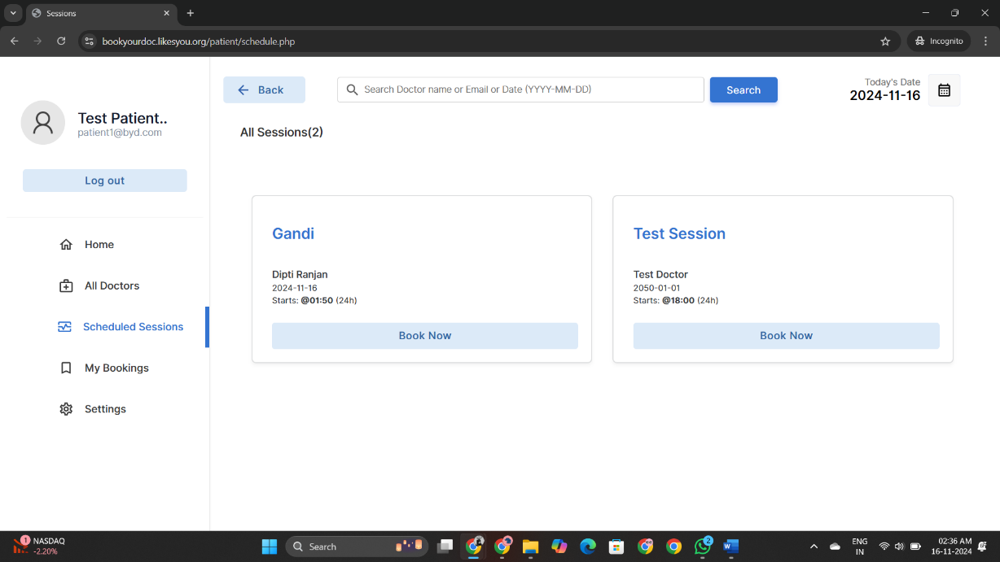 Sessions
bookyourdoc.likesyou.org/patient/schedule.php
Incognito
Test Patient..
patient1@byd.com
Log out
Home
All Doctors
Scheduled Sessions
My Bookings
Settings
Back
Search Doctor name or Email or Date (YYYY-MM-DD)
Search
Today's Date
2024-11-16
All Sessions(2)
Gandi
Dipti Ranjan
2024-11-16
Starts: @01:50 (24h)
Book Now
Test Session
Test Doctor
2050-01-01
Starts: @18:00 (24h)
Book Now
1
NASDAQ
-2.20%
Search
2
W
ENG
IN
02:36 AM
16-11-2024